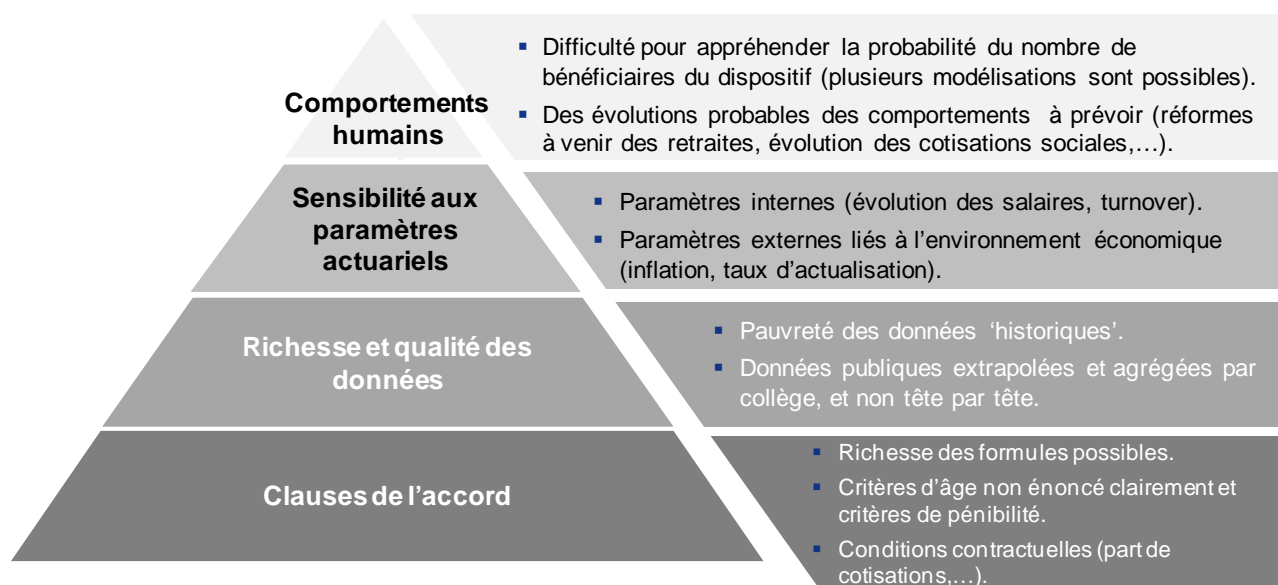 Comportements
humains
▪ Difficulté pour appréhender la probabilité du nombre de
bénéficiaires du dispositif (plusieurs modélisations sont possibles).
▪ Des évolutions probables des comportements à prévoir (réformes
à venir des retraites, évolution des cotisations sociales,…).
Sensibilité aux
paramètres
actuariels
▪ Paramètres internes (évolution des salaires, turnover).
▪ Paramètres externes liés à l’environnement économique
(inflation, taux d’actualisation).
Richesse et qualité des
données
▪ Pauvreté des données ‘historiques’.
▪ Données publiques extrapolées et agrégées par
collège, et non tête par tête.
Clauses de l’accord
▪ Richesse des formules possibles.
▪ Critères d’âge non énoncé clairement et
critères de pénibilité.
▪ Conditions contractuelles (part de
cotisations,…).